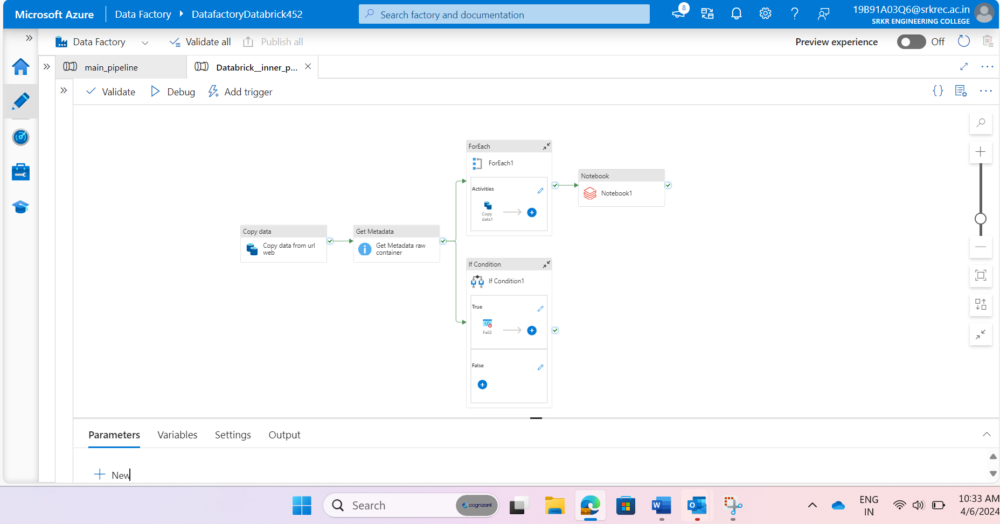 Microsoft Azure
Data Factory
DatafactoryDatabrick452
Search factory and documentation
8
19B91A03Q6@srkrec.ac.in
SRKR ENGINEERING COLLEGE
Data Factory
Validate all
Publish all
Preview experience
Off
main_pipeline
Databrick__inner_p...
Validate
Debug
Add trigger
ForEach
ForEach1
Activities
Copy
data1
Notebook
Notebook1
Copy data
Copy data from url
web
Get Metadata
Get Metadata raw
container
If Condition
If Condition1
True
Fail2
False
Parameters
Variables
Settings
Output
New
Search
cognizant
ENG
IN
10:33 AM
4/6/2024